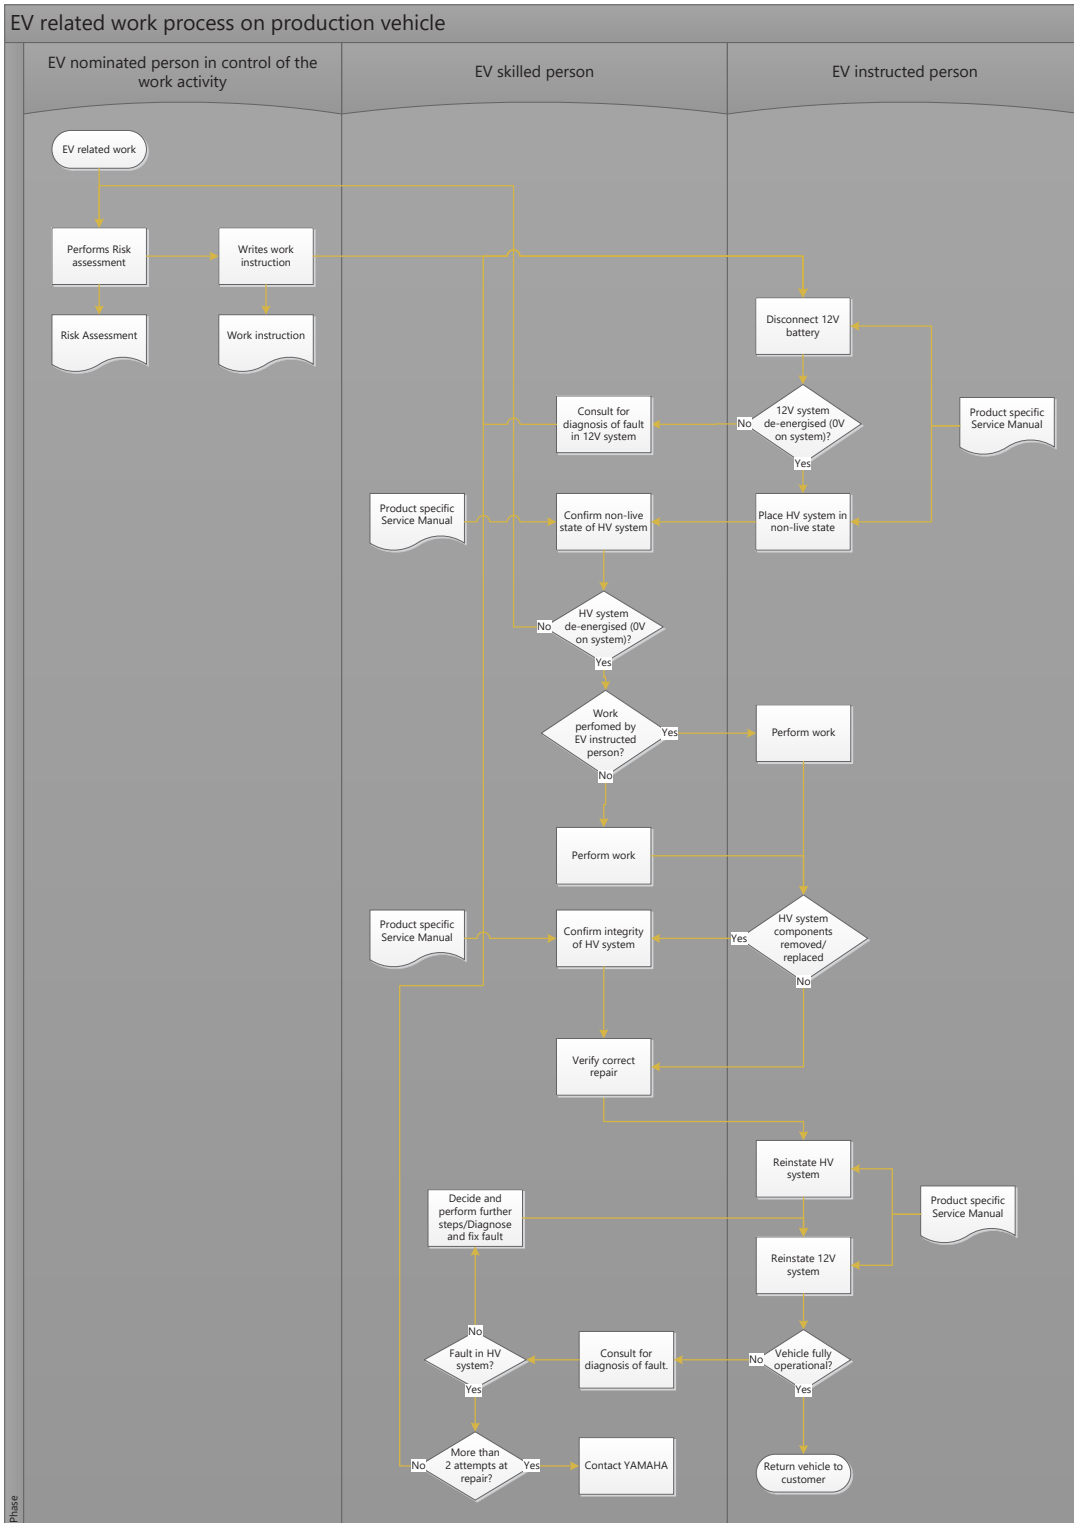 EV related work process on production vehicle
EV nominated person in control of the
work activity
EV skilled person
EV instructed person
EV related work
Performs Risk
assessment
Writes work
instruction
Risk Assessment
Work instruction
Disconnect 12V
battery
12V system
de-energised (0V
on system)?
No
Yes
Consult for
diagnosis of fault
in 12V system
Product specific
Service Manual
Product specific
Service Manual
Confirm non-live
state of HV system
Place HV system in
non-live state
HV system
de-energised (0V
on system)?
No
Yes
Work
perfomed by
EV instructed
person?
Yes
No
Perform work
Perform work
HV system
components
removed/
replaced
Yes
No
Product specific
Service Manual
Confirm integrity
of HV system
Verify correct
repair
Reinstate HV
system
Product specific
Service Manual
Decide and
perform further
steps/Diagnose
and fix fault
Reinstate 12V
system
Vehicle fully
operational?
No
Yes
Consult for
diagnosis of fault.
Fault in HV
system?
No
Yes
More than
2 attempts at
repair?
No
Yes
Contact YAMAHA
Return vehicle to
customer
Phase